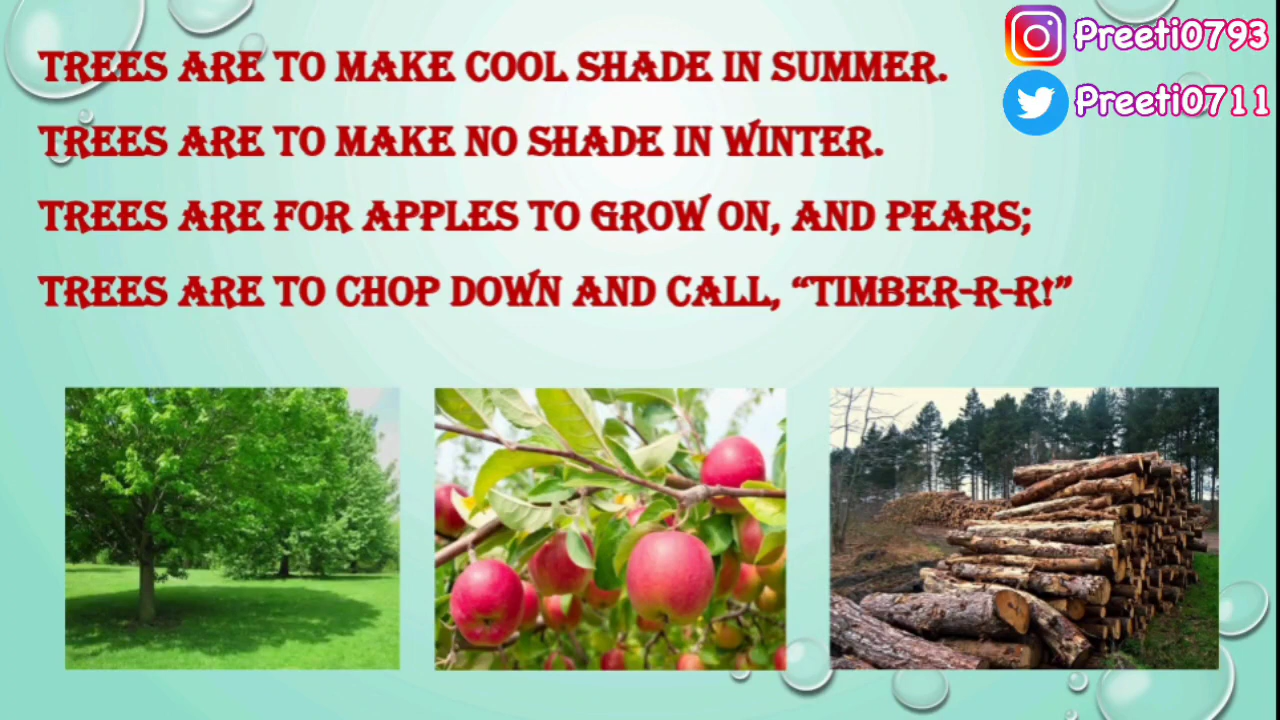 TREES ARE TO MAKE COOL SHADE IN SUMMER.
TREES ARE TO MAKE NO SHADE IN WINTER.
TREES ARE FOR APPLES TO GROW ON, AND PEARS;
TREES ARE TO CHOP DOWN AND CALL, “TIMBER-R-R!”
Preeti0793
Preeti0711